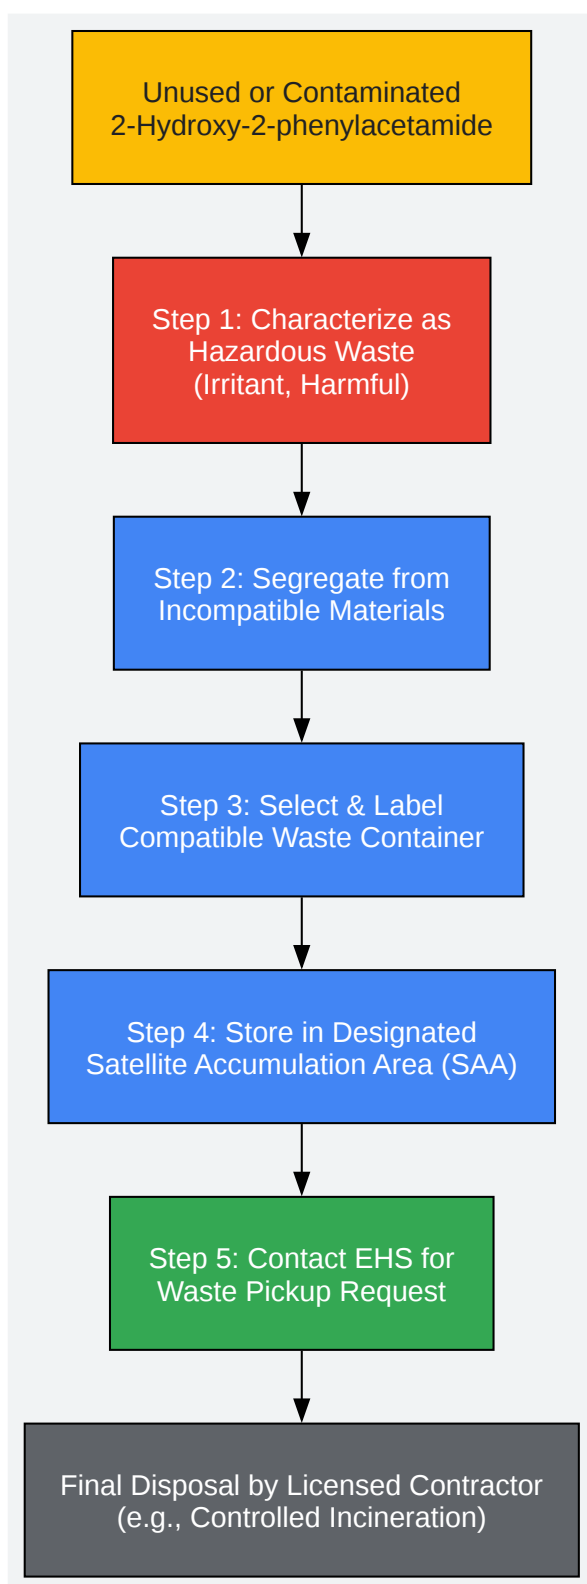 Unused or Contaminated
2-Hydroxy-2-phenylacetamide
Step 1: Characterize as
Hazardous Waste
(Irritant, Harmful)
Step 2: Segregate from
Incompatible Materials
Step 3: Select & Label
Compatible Waste Container
Step 4: Store in Designated
Satellite Accumulation Area (SAA)
Step 5: Contact EHS for
Waste Pickup Request
Final Disposal by Licensed Contractor
(e.g., Controlled Incineration)